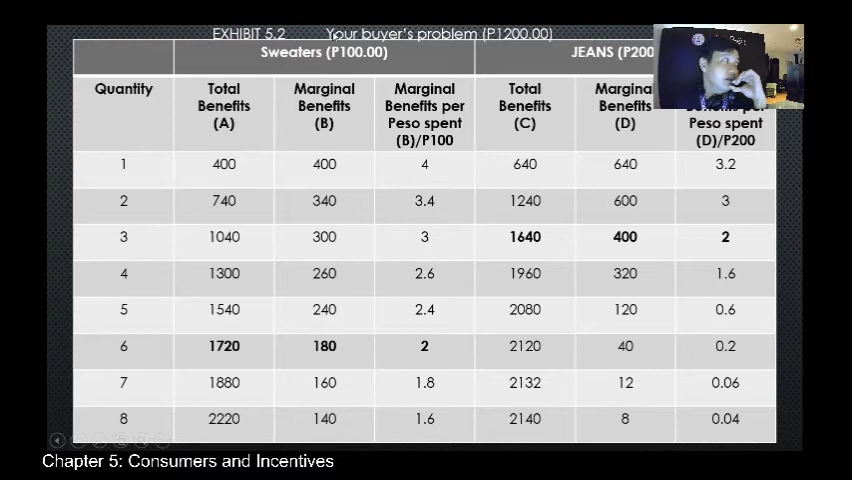 EXHIBIT 5.2 Your buyer's problem (P1200.00)
Sweaters (P100.00) JEANS (P200
Quantity Total Benefits (A) Marginal Benefits (B) Marginal Benefits per Peso spent (B)/P100 Total Benefits (C) Marginal Benefits (D) Benefits per Peso spent (D)/P200
1 400 400 4 640 640 3.2
2 740 340 3.4 1240 600 3
3 1040 300 3 1640 400 2
4 1300 260 2.6 1960 320 1.6
5 1540 240 2.4 2080 120 0.6
6 1720 180 2 2120 40 0.2
7 1880 160 1.8 2132 12 0.06
8 2220 140 1.6 2140 8 0.04
Chapter 5: Consumers and Incentives